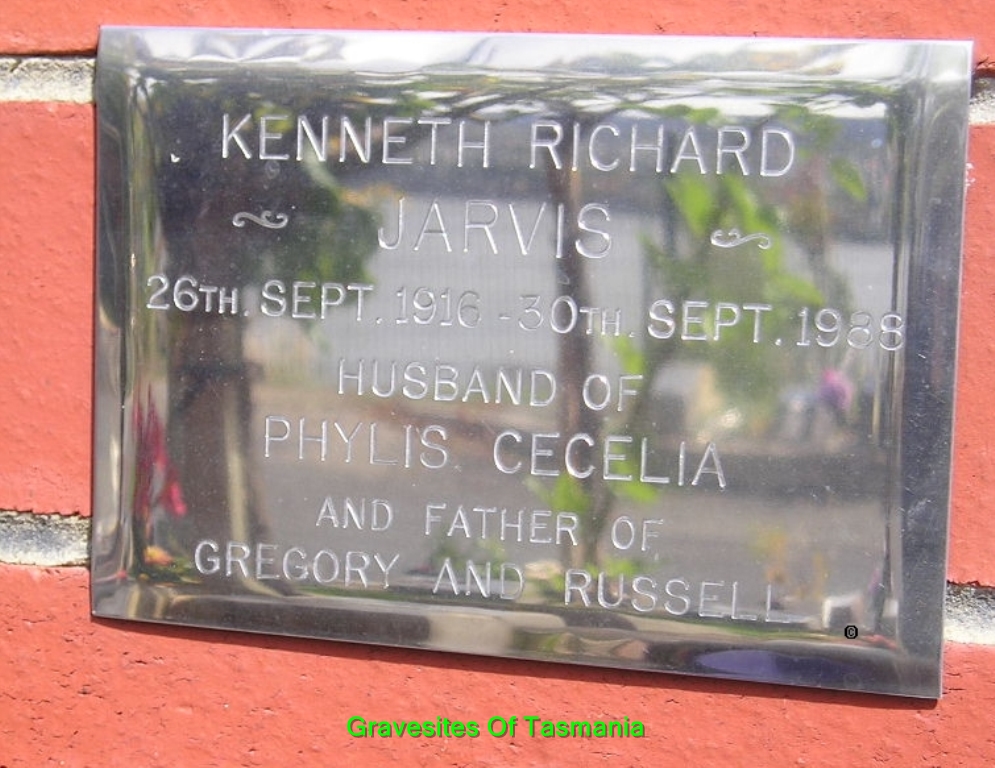 KENNETH RICHARD
JARVIS
26TH. SEPT. 1916 - 30TH. SEPT. 1988
HUSBAND OF
PHYLIS CECELIA
AND FATHER OF
GREGORY AND RUSSELL
©
Gravesites Of Tasmania